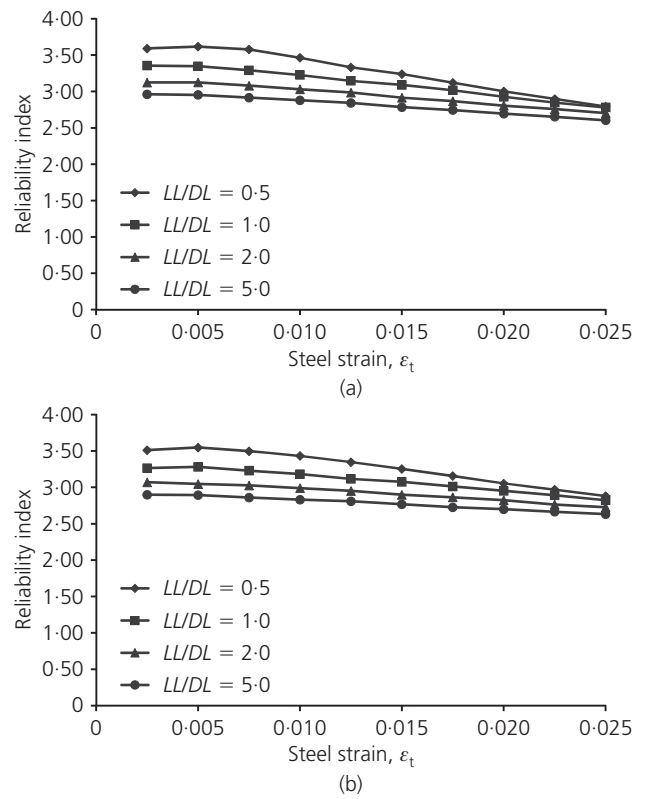 4·00
3·50
3·00
2·50
2·00
1·50
1·00
0·50
0
Reliability index
LL/DL = 0·5
LL/DL = 1·0
LL/DL = 2·0
LL/DL = 5·0
0 0·005 0·010 0·015 0·020 0·025
Steel strain, εt
(a)
4·00
3·50
3·00
2·50
2·00
1·50
1·00
0·50
0
Reliability index
LL/DL = 0·5
LL/DL = 1·0
LL/DL = 2·0
LL/DL = 5·0
0 0·005 0·010 0·015 0·020 0·025
Steel strain, εt
(b)